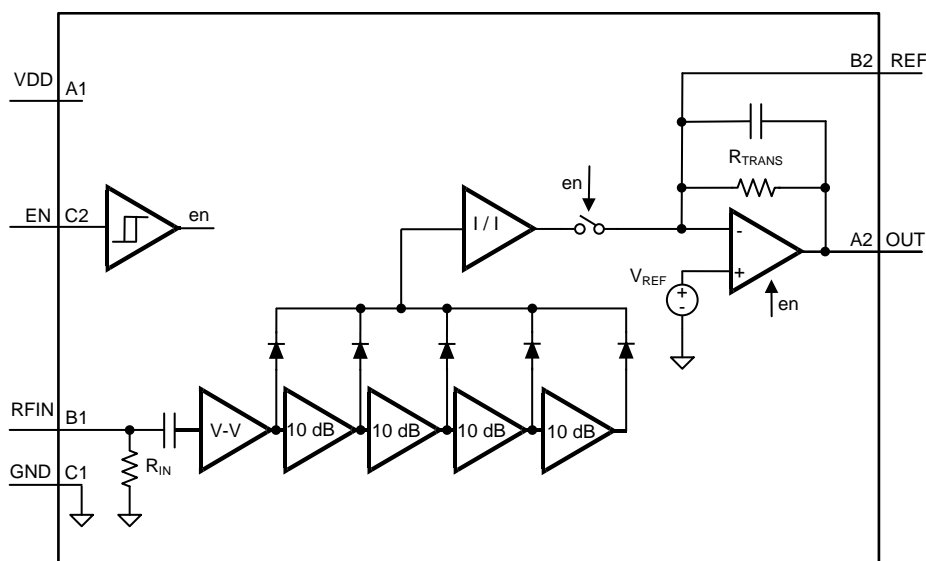 B2 REF
VDD A1
R_TRANS
en
EN C2 en
I / I
-
A2 OUT
+
V_REF + -
en
RFIN B1
V-V 10 dB 10 dB 10 dB 10 dB
R_IN
GND C1